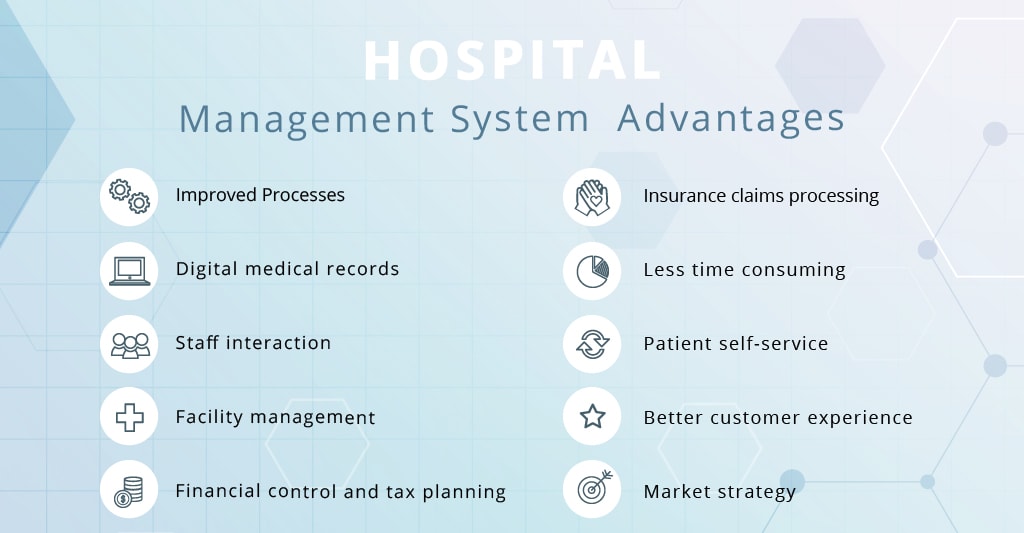 HOSPITAL
Management System Advantages
Improved Processes
Digital medical records
Staff interaction
Facility management
Financial control and tax planning
Insurance claims processing
Less time consuming
Patient self-service
Better customer experience
Market strategy